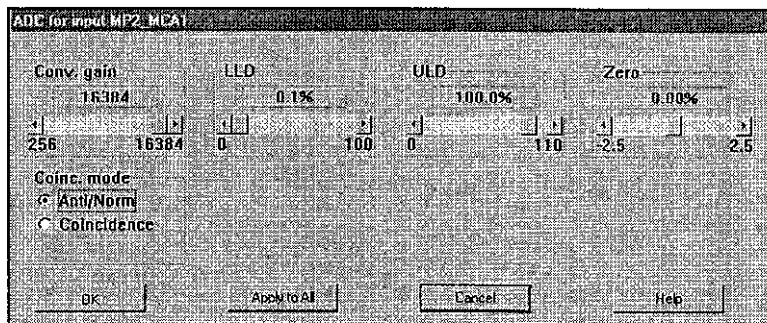 ADC for input MP2_MCA1
Conv. gain LLD ULD Zero
16384 0.1% 100.0% 0.00%
256 16384 0 100 0 110 -2.5 2.5
Coinc. mode
Anti/Norm
Coincidence
OK Apply to All Cancel Help